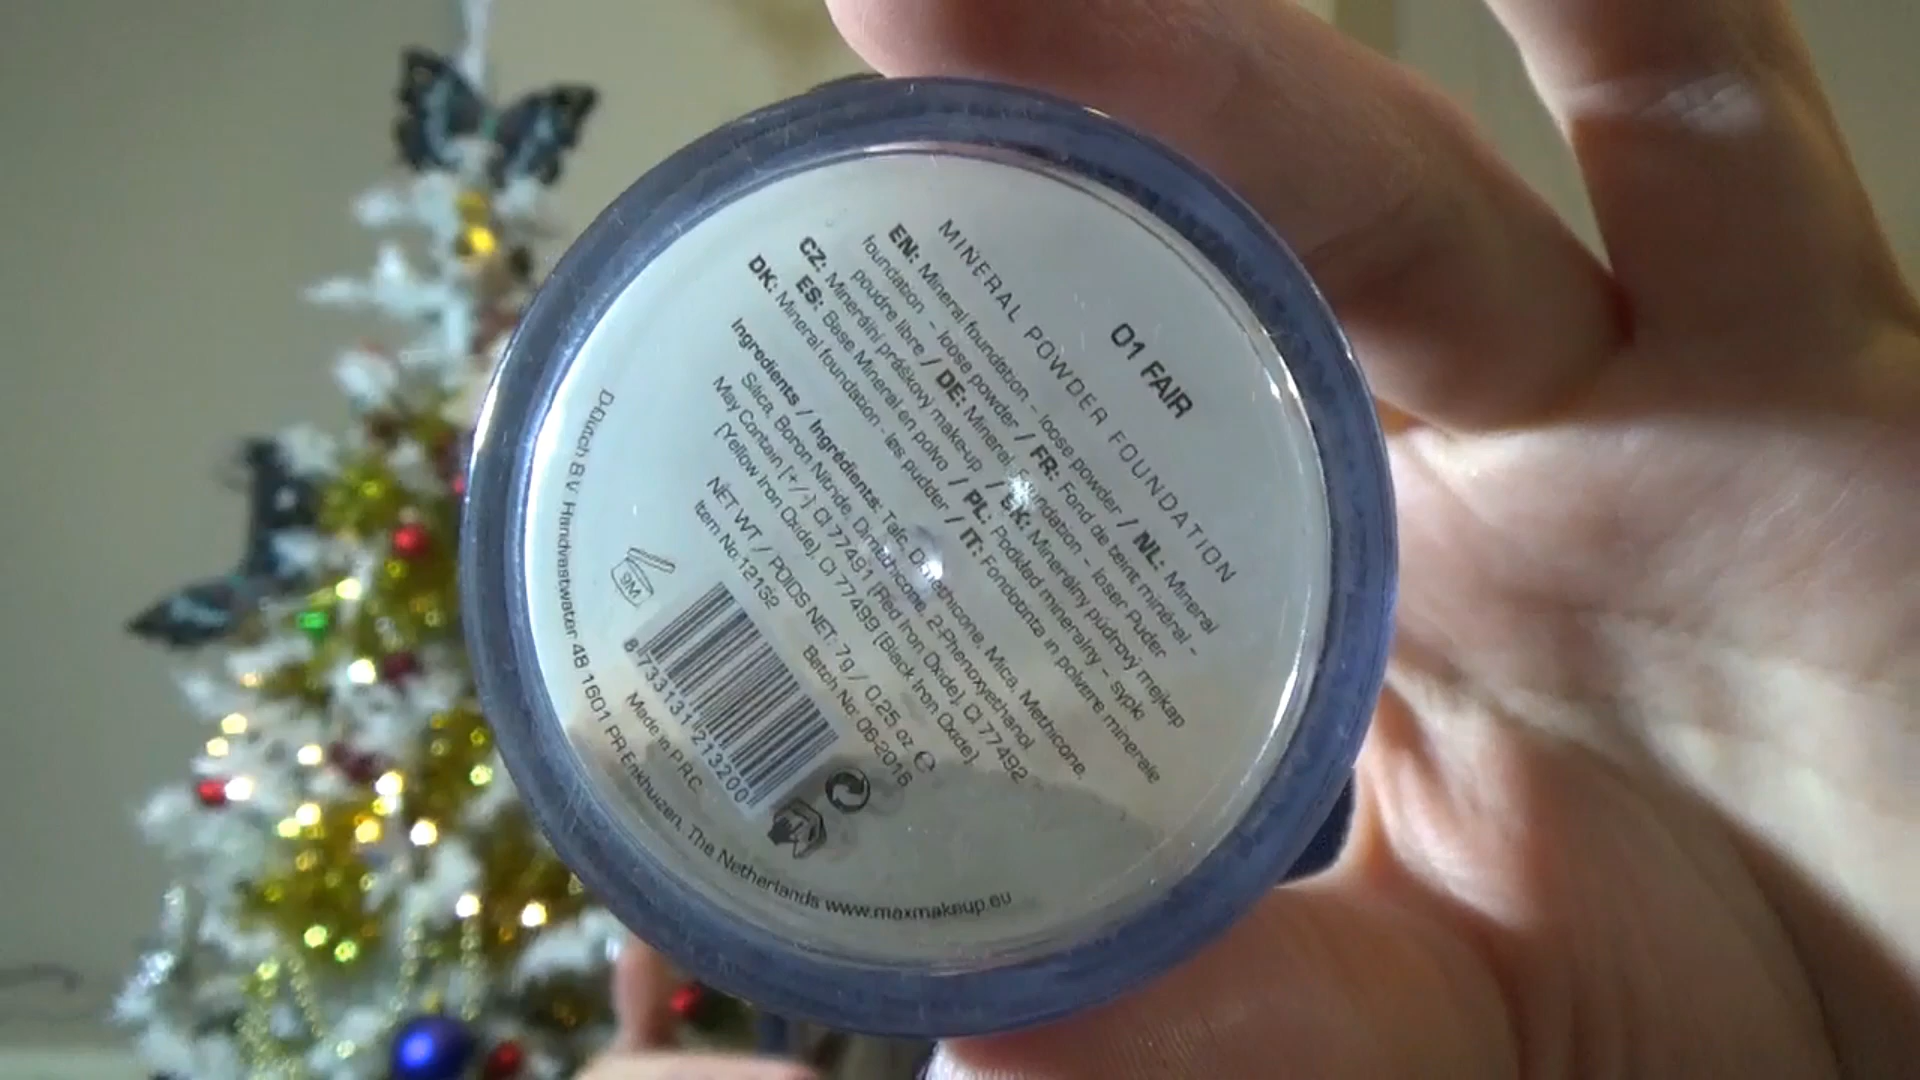 01 FAIR
MINERAL POWDER FOUNDATION
EN: Mineral foundation - loose powder / NL: Mineral
foundation - loose powder / FR: Fond de teint minéral -
poudre libre / DE: Mineral Foundation - loser Puder
CZ: Minerální práškový make-up / SK: Minerálny púdrový mejkap
ES: Base Mineral en polvo / PL: Podkład mineralny - sypki
DK: Mineral foundation - løs pudder / IT: Fondotinta in polvere minerale
Ingredients / Ingrédients: Talc, Dimethicone, Mica, Methicone,
Silica, Boron Nitride, Dimethicone, 2-Phenoxyethanol
May Contain [+/-]: CI 77491 (Red Iron Oxide), CI 77492
(Yellow Iron Oxide), CI 77499 (Black Iron Oxide)
NET WT / POIDS NET: 7g / 0.25 oz ℮
Item No: 12132
Batch No: 06-2016
9M
8 733131 213200
Made in P.R.C.
Handvastwater 48 1601 PR Enkhuizen, The Netherlands www.maxmakeup.eu